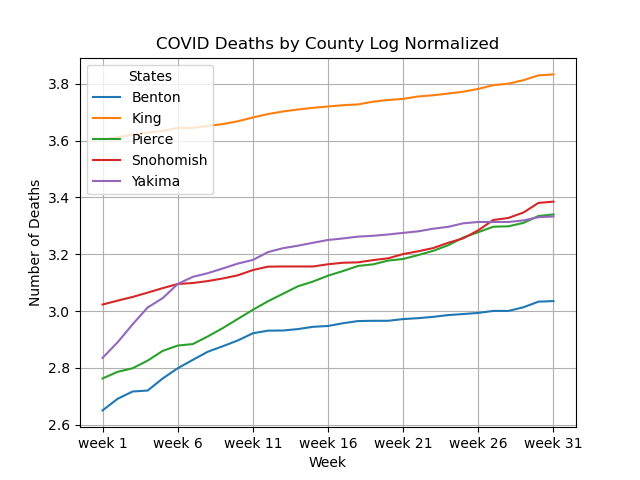 COVID Deaths by County Log Normalized
States
Benton
King
Pierce
Snohomish
Yakima
Number of Deaths
3.8
3.6
3.4
3.2
3.0
2.8
2.6
week 1 week 6 week 11 week 16 week 21 week 26 week 31
Week